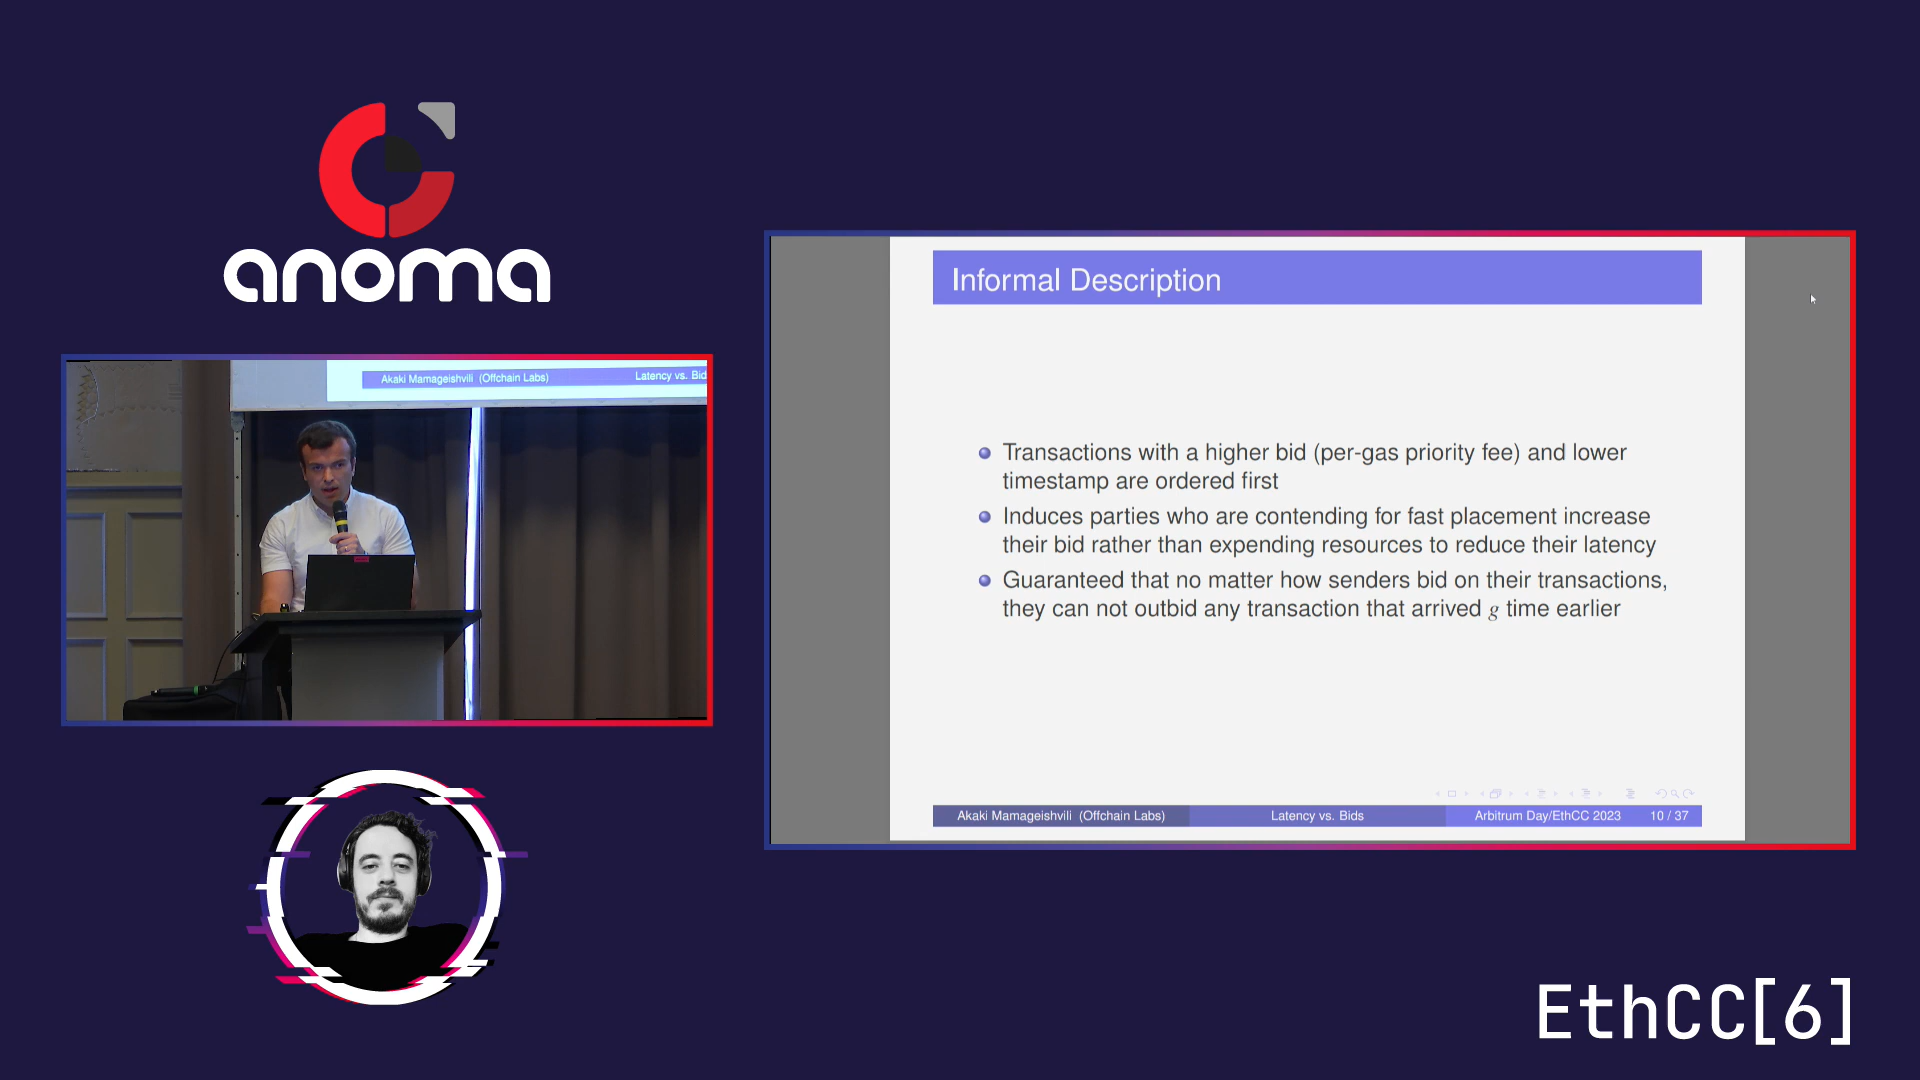 anoma
Akaki Mamageishvili (Offchain Labs)
Latency vs. Bid
Informal Description
Transactions with a higher bid (per-gas priority fee) and lower
timestamp are ordered first
Induces parties who are contending for fast placement increase
their bid rather than expending resources to reduce their latency
Guaranteed that no matter how senders bid on their transactions,
they can not outbid any transaction that arrived g time earlier
Akaki Mamageishvili (Offchain Labs)
Latency vs. Bids
Arbitrum Day/EthCC 2023
10 / 37
EthCC[6]